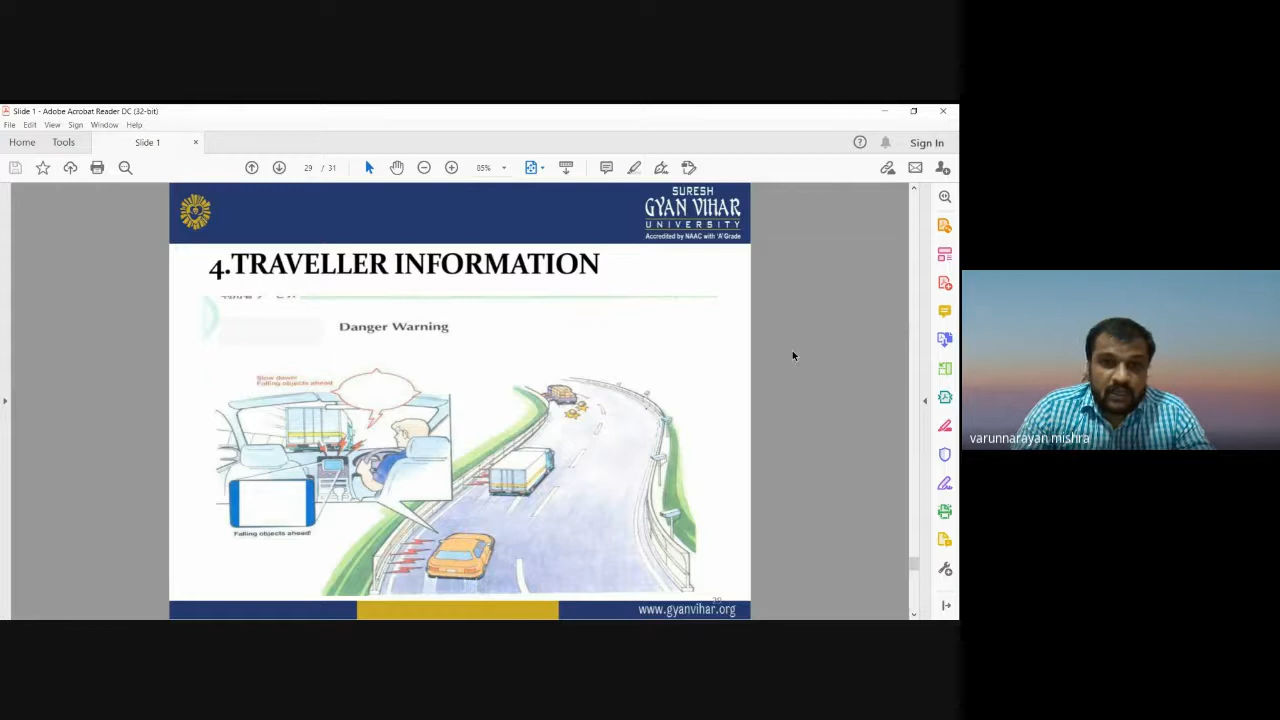 Slide 1 - Adobe Acrobat Reader DC (32-bit)
File Edit View Sign Window Help
Home Tools Slide 1 × Sign In
29 / 31 85%
SURESH
GYAN VIHAR
UNIVERSITY
Accredited by NAAC with 'A' Grade
4.TRAVELLER INFORMATION
Danger Warning
Slow down!
Falling objects ahead
Falling objects ahead!
www.gyanvihar.org
varunnarayan mishra